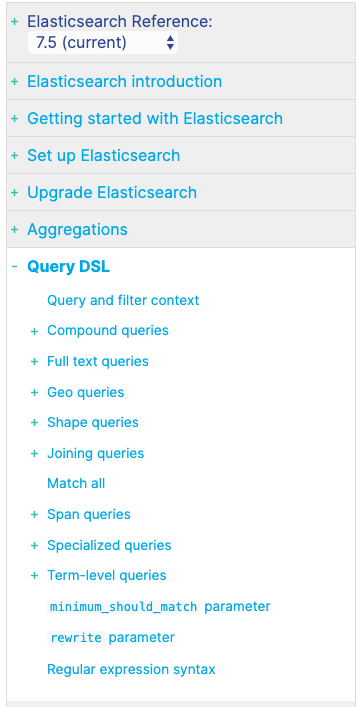 + Elasticsearch Reference:
7.5 (current)
+ Elasticsearch introduction
+ Getting started with Elasticsearch
+ Set up Elasticsearch
+ Upgrade Elasticsearch
+ Aggregations
- Query DSL
Query and filter context
+ Compound queries
+ Full text queries
+ Geo queries
+ Shape queries
+ Joining queries
Match all
+ Span queries
+ Specialized queries
+ Term-level queries
minimum_should_match parameter
rewrite parameter
Regular expression syntax